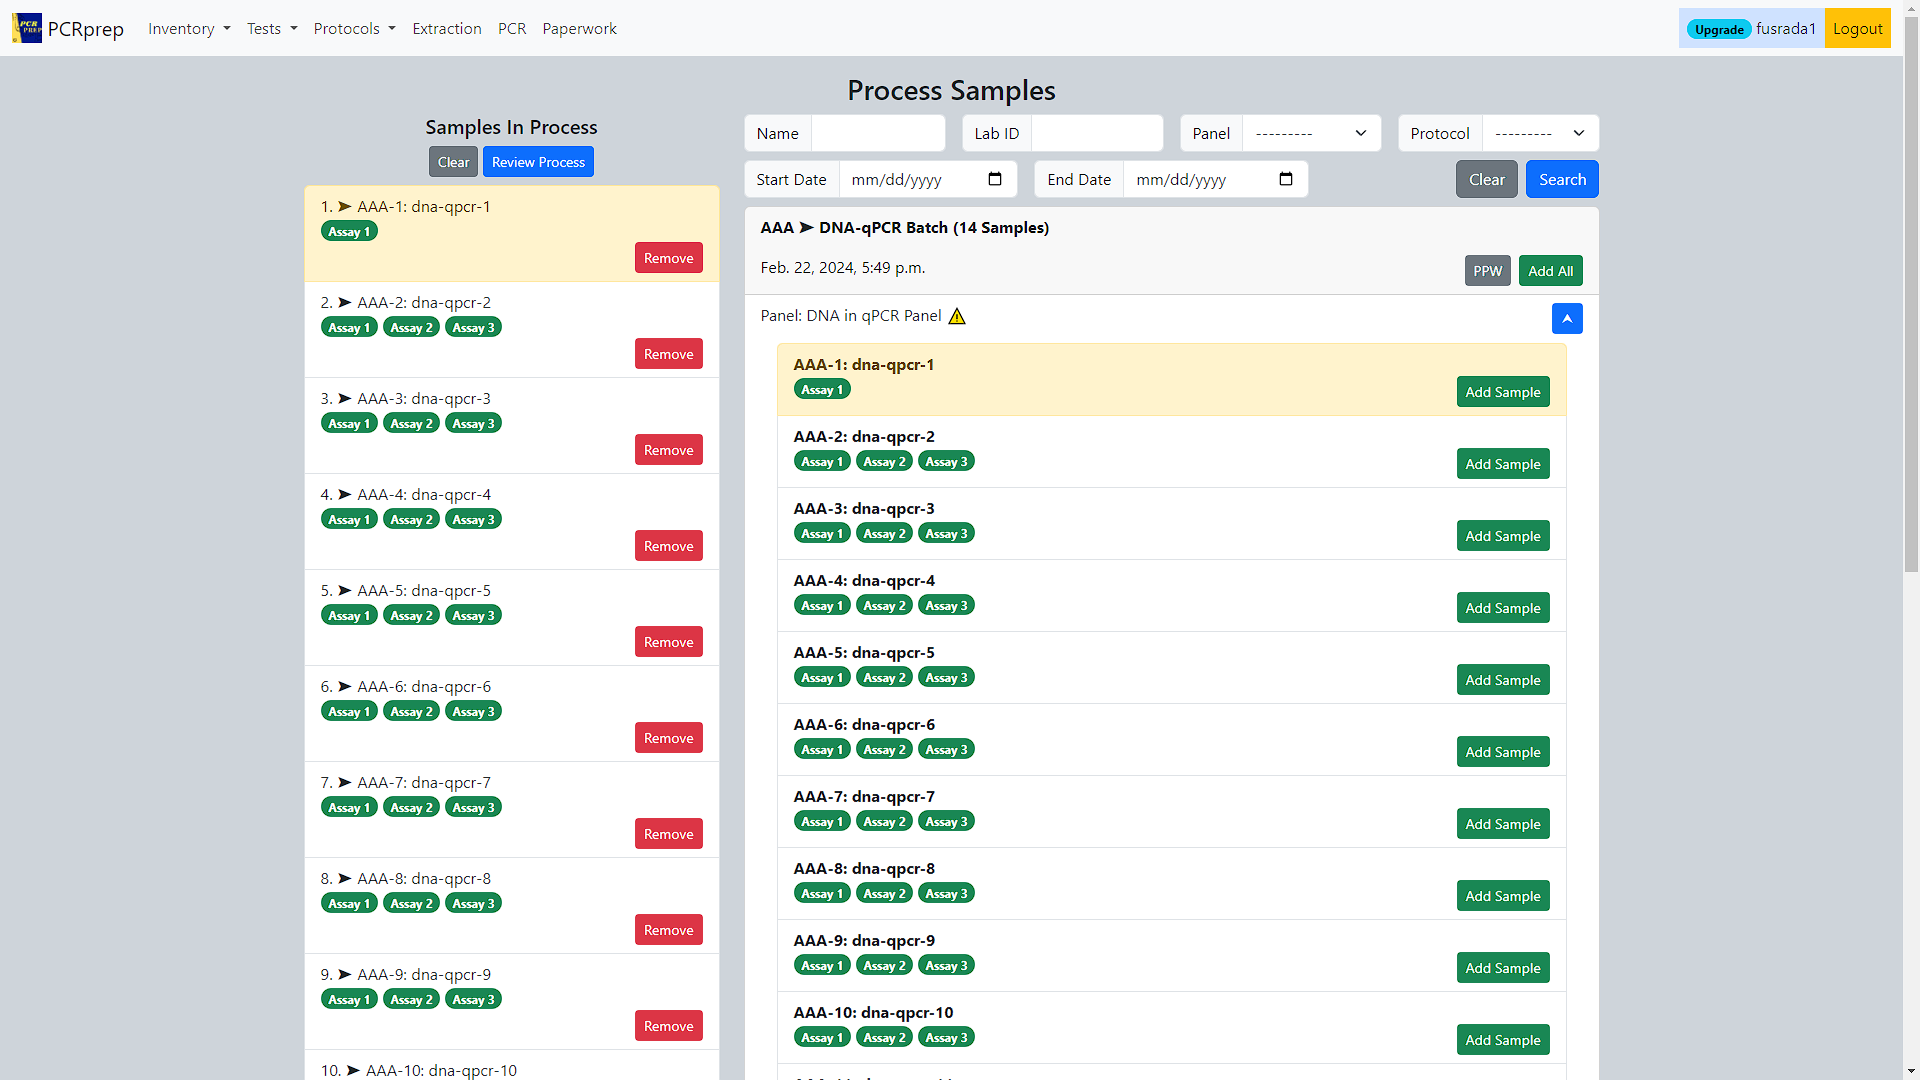 PCR PREP PCRprep Inventory Tests Protocols Extraction PCR Paperwork Upgrade fusrada1 Logout
Process Samples
Samples In Process
Clear Review Process
1. ➤ AAA-1: dna-qpcr-1
Assay 1
Remove
2. ➤ AAA-2: dna-qpcr-2
Assay 1 Assay 2 Assay 3
Remove
3. ➤ AAA-3: dna-qpcr-3
Assay 1 Assay 2 Assay 3
Remove
4. ➤ AAA-4: dna-qpcr-4
Assay 1 Assay 2 Assay 3
Remove
5. ➤ AAA-5: dna-qpcr-5
Assay 1 Assay 2 Assay 3
Remove
6. ➤ AAA-6: dna-qpcr-6
Assay 1 Assay 2 Assay 3
Remove
7. ➤ AAA-7: dna-qpcr-7
Assay 1 Assay 2 Assay 3
Remove
8. ➤ AAA-8: dna-qpcr-8
Assay 1 Assay 2 Assay 3
Remove
9. ➤ AAA-9: dna-qpcr-9
Assay 1 Assay 2 Assay 3
Remove
10. ➤ AAA-10: dna-qpcr-10
Name Lab ID Panel --------- Protocol ---------
Start Date mm/dd/yyyy End Date mm/dd/yyyy Clear Search
AAA ➤ DNA-qPCR Batch (14 Samples)
Feb. 22, 2024, 5:49 p.m. PPW Add All
Panel: DNA in qPCR Panel
AAA-1: dna-qpcr-1
Assay 1
Add Sample
AAA-2: dna-qpcr-2
Assay 1 Assay 2 Assay 3
Add Sample
AAA-3: dna-qpcr-3
Assay 1 Assay 2 Assay 3
Add Sample
AAA-4: dna-qpcr-4
Assay 1 Assay 2 Assay 3
Add Sample
AAA-5: dna-qpcr-5
Assay 1 Assay 2 Assay 3
Add Sample
AAA-6: dna-qpcr-6
Assay 1 Assay 2 Assay 3
Add Sample
AAA-7: dna-qpcr-7
Assay 1 Assay 2 Assay 3
Add Sample
AAA-8: dna-qpcr-8
Assay 1 Assay 2 Assay 3
Add Sample
AAA-9: dna-qpcr-9
Assay 1 Assay 2 Assay 3
Add Sample
AAA-10: dna-qpcr-10
Assay 1 Assay 2 Assay 3
Add Sample